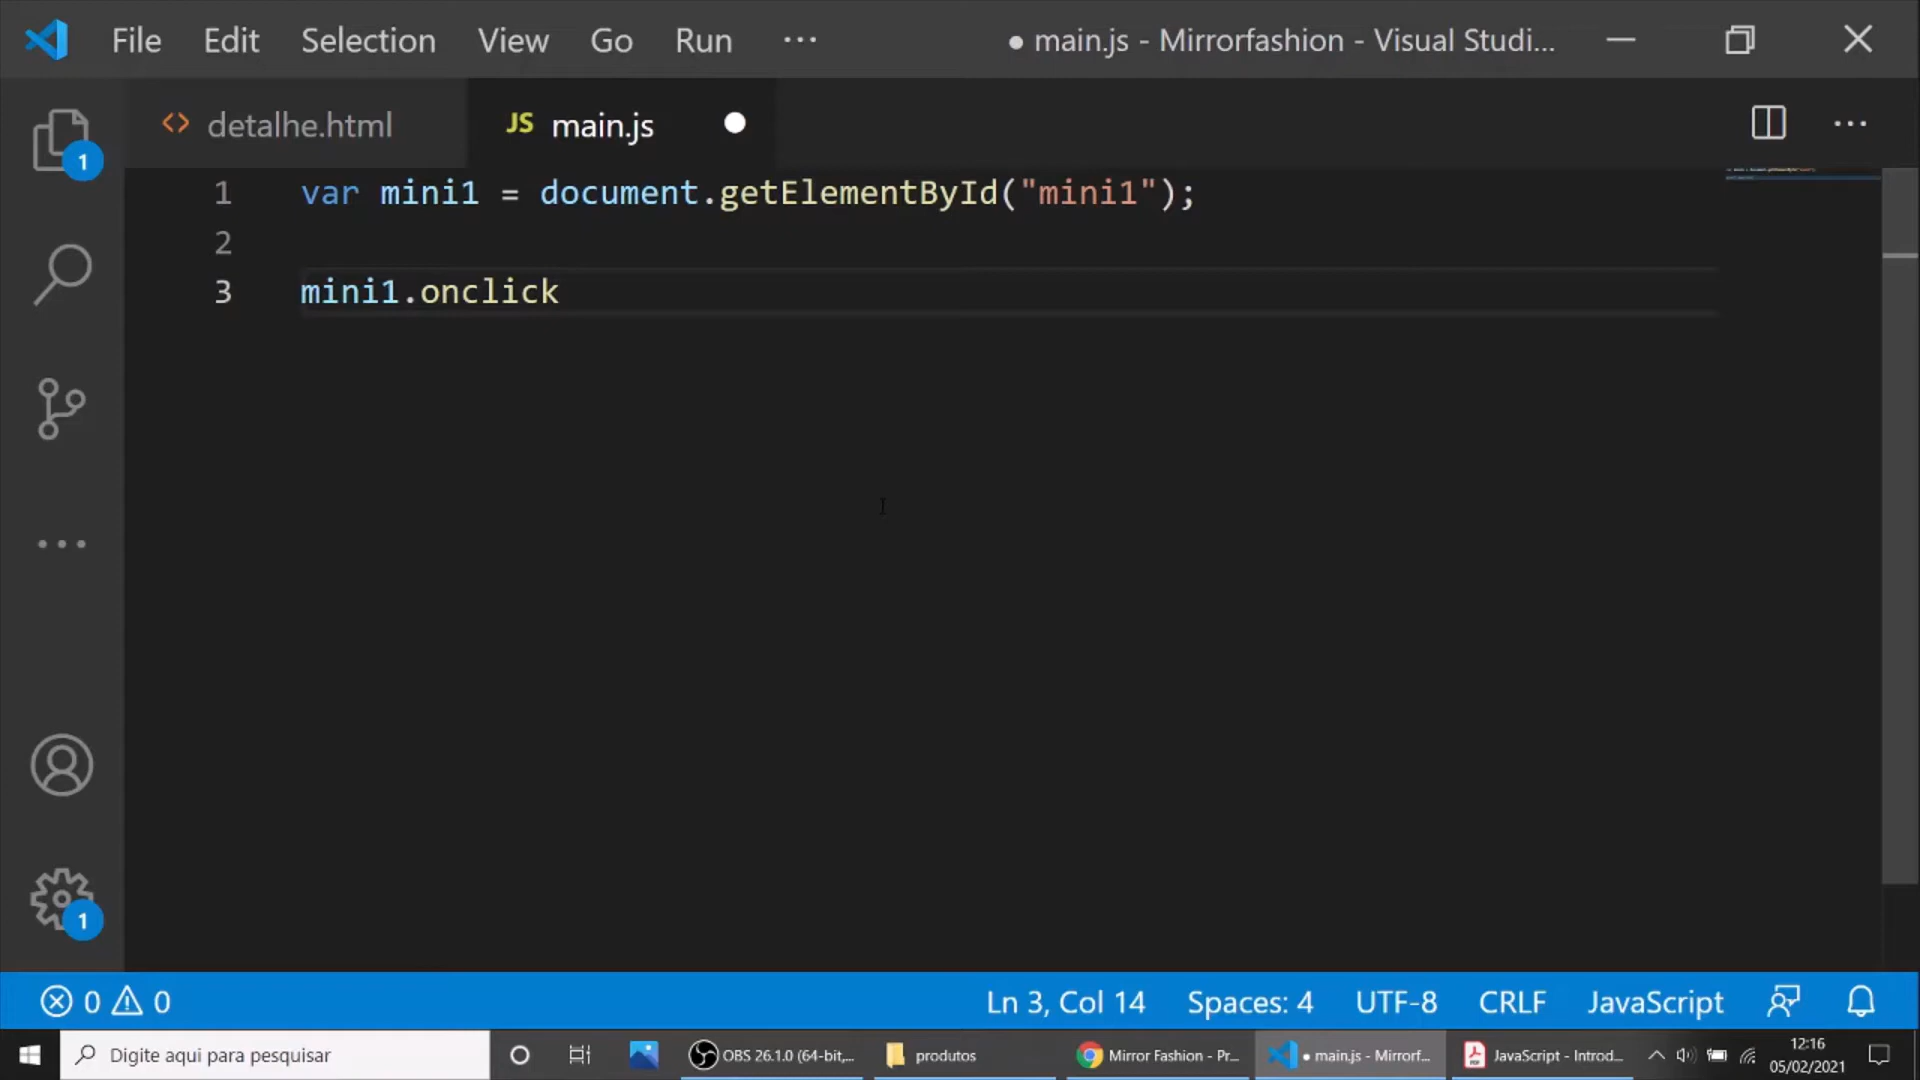 File Edit Selection View Go Run ··· ● main.js - Mirrorfashion - Visual Studi...
<> detalhe.html JS main.js ● ···
1
1 var mini1 = document.getElementById("mini1");
2
3 mini1.onclick
···
1
0 0 Ln 3, Col 14 Spaces: 4 UTF-8 CRLF JavaScript
Digite aqui para pesquisar OBS 26.1.0 (64-bit,... produtos Mirror Fashion - Pr... ● main.js - Mirrorf... JavaScript - Introd... 12:16
05/02/2021